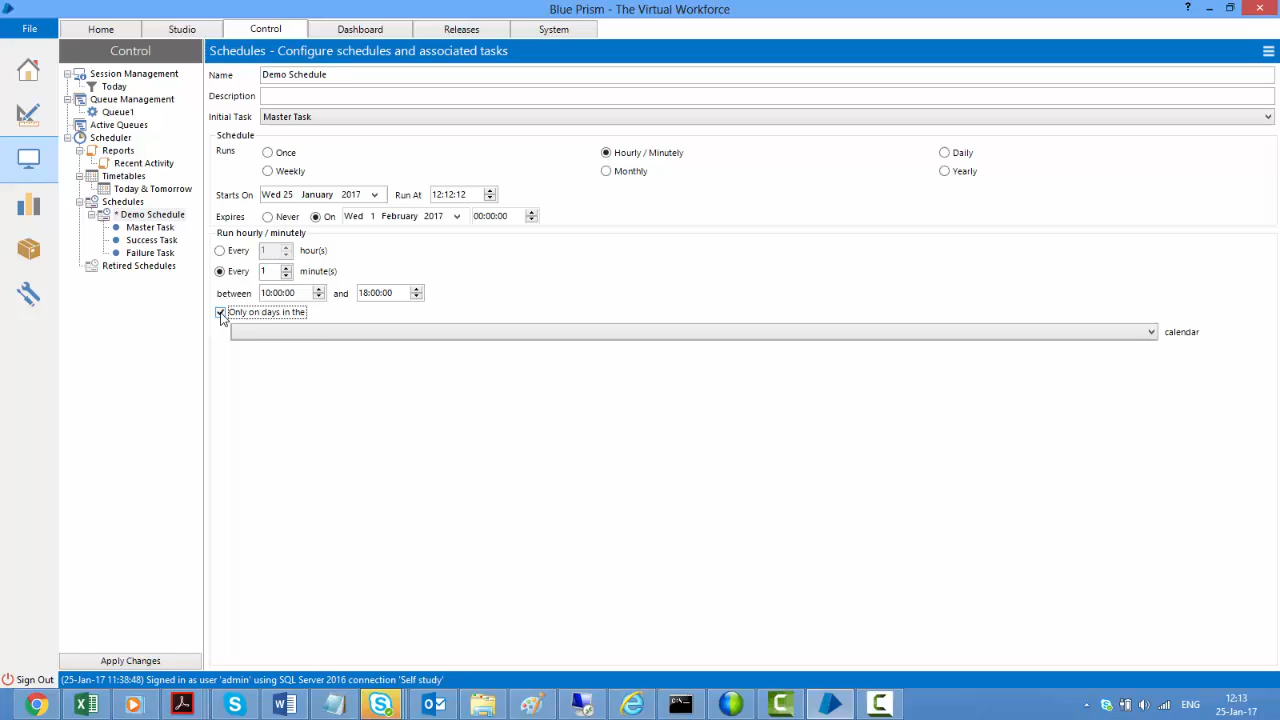 Blue Prism - The Virtual Workforce
File
Home
Studio
Control
Dashboard
Releases
System
Control
Schedules - Configure schedules and associated tasks
Session Management
Today
Queue Management
Queue1
Active Queues
Scheduler
Reports
Recent Activity
Timetables
Today & Tomorrow
Schedules
* Demo Schedule
Master Task
Success Task
Failure Task
Retired Schedules
Name Demo Schedule
Description
Initial Task Master Task
Schedule
Runs Once Hourly / Minutely Daily
Weekly Monthly Yearly
Starts On Wed 25 January 2017 Run At 12:12:12
Expires Never On Wed 1 February 2017 00:00:00
Run hourly / minutely
Every 1 hour(s)
Every 1 minute(s)
between 10:00:00 and 18:00:00
Only on days in the
calendar
Apply Changes
Sign Out
(25-Jan-17 11:38:48) Signed in as user 'admin' using SQL Server 2016 connection 'Self study'
ENG
12:13
25-Jan-17